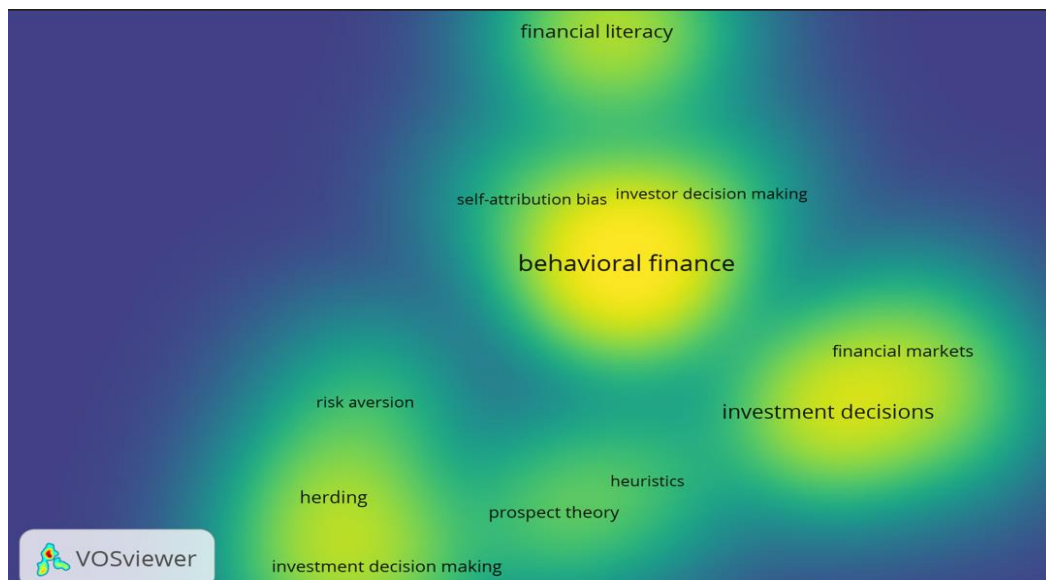 financial literacy
self-attribution bias investor decision making
behavioral finance
financial markets
risk aversion
investment decisions
heuristics
herding
prospect theory
VOSviewer
investment decision making